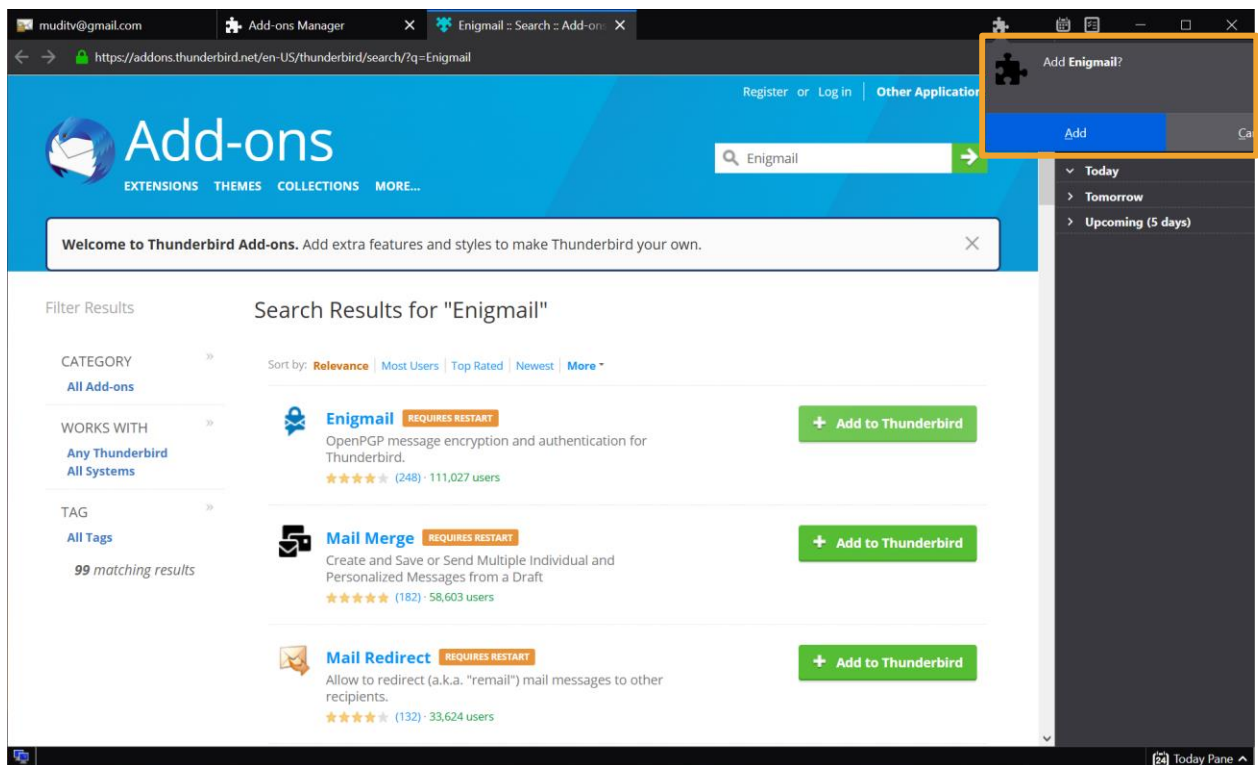 muditv@gmail.com
Add-ons Manager
Enigmail :: Search :: Add-ons
https://addons.thunderbird.net/en-US/thunderbird/search/?q=Enigmail
Add Enigmail?
Add
Register or Log in | Other Application
Add-ons
Enigmail
EXTENSIONS THEMES COLLECTIONS MORE...
Today
Tomorrow
Upcoming (5 days)
Welcome to Thunderbird Add-ons. Add extra features and styles to make Thunderbird your own.
Filter Results
CATEGORY »
All Add-ons
WORKS WITH »
Any Thunderbird
All Systems
TAG »
All Tags
99 matching results
Search Results for "Enigmail"
Sort by: Relevance | Most Users | Top Rated | Newest | More
Enigmail REQUIRES RESTART
OpenPGP message encryption and authentication for
Thunderbird.
(248) · 111,027 users
+ Add to Thunderbird
Mail Merge REQUIRES RESTART
Create and Save or Send Multiple Individual and
Personalized Messages from a Draft
(182) · 58,603 users
+ Add to Thunderbird
Mail Redirect REQUIRES RESTART
Allow to redirect (a.k.a. "remail") mail messages to other
recipients.
(132) · 33,624 users
+ Add to Thunderbird
24 Today Pane